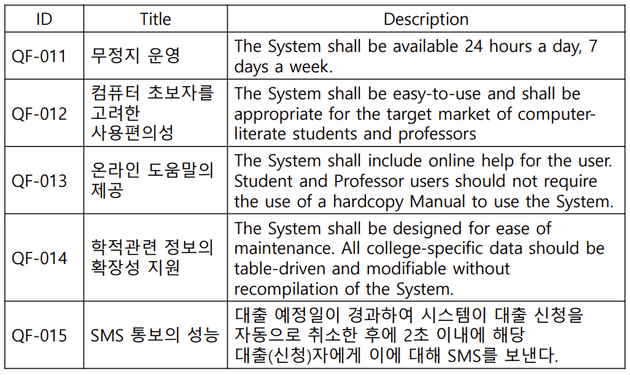 ID Title Description
QF-011 무정지 운영 The System shall be available 24 hours a day, 7
days a week.
QF-012 컴퓨터 초보자를
고려한
사용편의성 The System shall be easy-to-use and shall be
appropriate for the target market of computer-
literate students and professors
QF-013 온라인 도움말의
제공 The System shall include online help for the user.
Student and Professor users should not require
the use of a hardcopy Manual to use the System.
QF-014 학적관련 정보의
확장성 지원 The System shall be designed for ease of
maintenance. All college-specific data should be
table-driven and modifiable without
recompilation of the System.
QF-015 SMS 통보의 성능 대출 예정일이 경과하여 시스템이 대출 신청을
자동으로 취소한 후에 2초 이내에 해당
대출(신청)자에게 이에 대해 SMS를 보낸다.